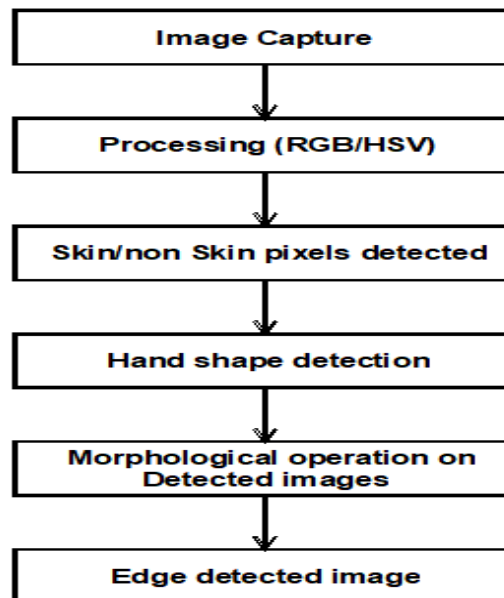 Image Capture
Processing (RGB/HSV)
Skin/non Skin pixels detected
Hand shape detection
Morphological operation on
Detected images
Edge detected image